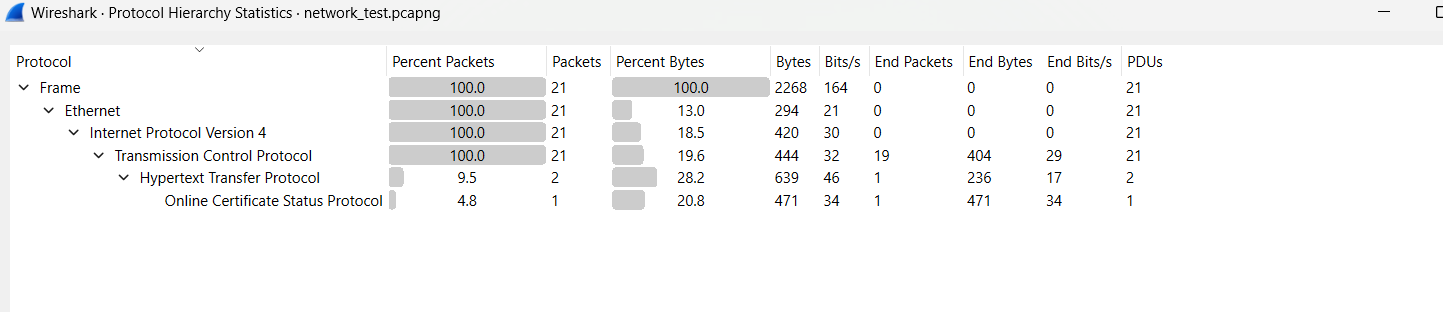 Wireshark · Protocol Hierarchy Statistics · network_test.pcapng
Protocol Percent Packets Packets Percent Bytes Bytes Bits/s End Packets End Bytes End Bits/s PDUs
Frame 100.0 21 100.0 2268 164 0 0 0 21
Ethernet 100.0 21 13.0 294 21 0 0 0 21
Internet Protocol Version 4 100.0 21 18.5 420 30 0 0 0 21
Transmission Control Protocol 100.0 21 19.6 444 32 19 404 29 21
Hypertext Transfer Protocol 9.5 2 28.2 639 46 1 236 17 2
Online Certificate Status Protocol 4.8 1 20.8 471 34 1 471 34 1